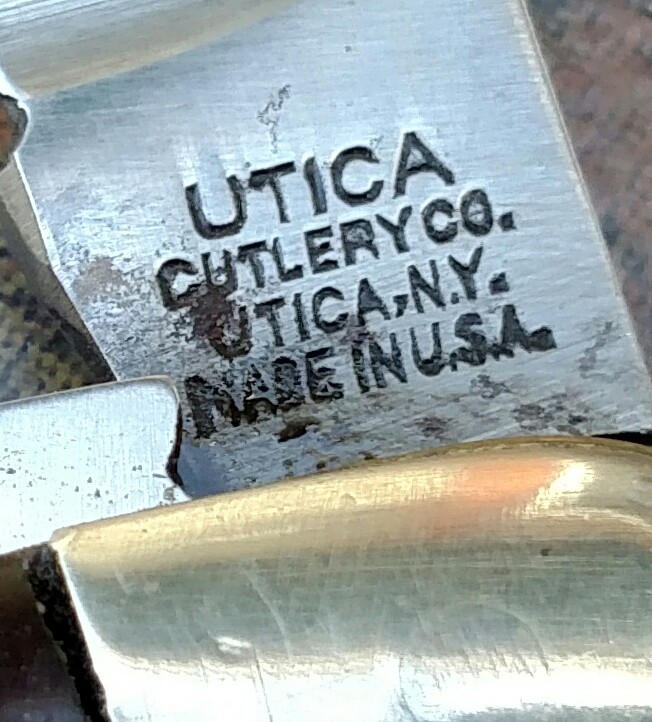 UTICA
CUTLERY CO.
UTICA, N.Y.
MADE IN U.S.A.